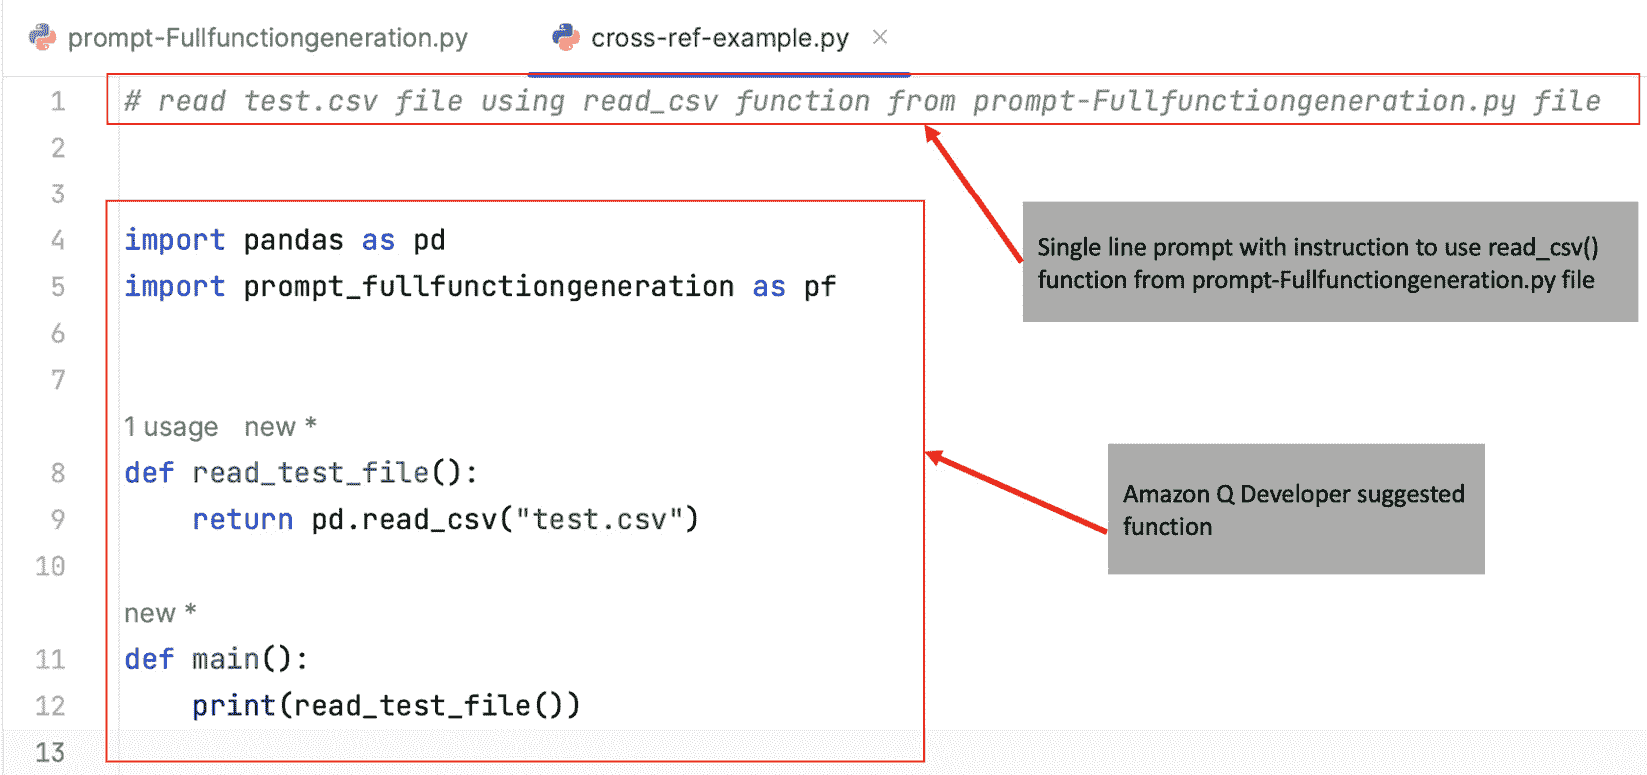 prompt-Fullfunctiongeneration.py
cross-ref-example.py ×
1 # read test.csv file using read_csv function from prompt-Fullfunctiongeneration.py file
2
3
Single line prompt with instruction to use read_csv()
function from prompt-Fullfunctiongeneration.py file
4 import pandas as pd
5 import prompt_fullfunctiongeneration as pf
6
7
1 usage new *
8 def read_test_file():
9 return pd.read_csv("test.csv")
Amazon Q Developer suggested
function
10
new *
11 def main():
12 print(read_test_file())
13